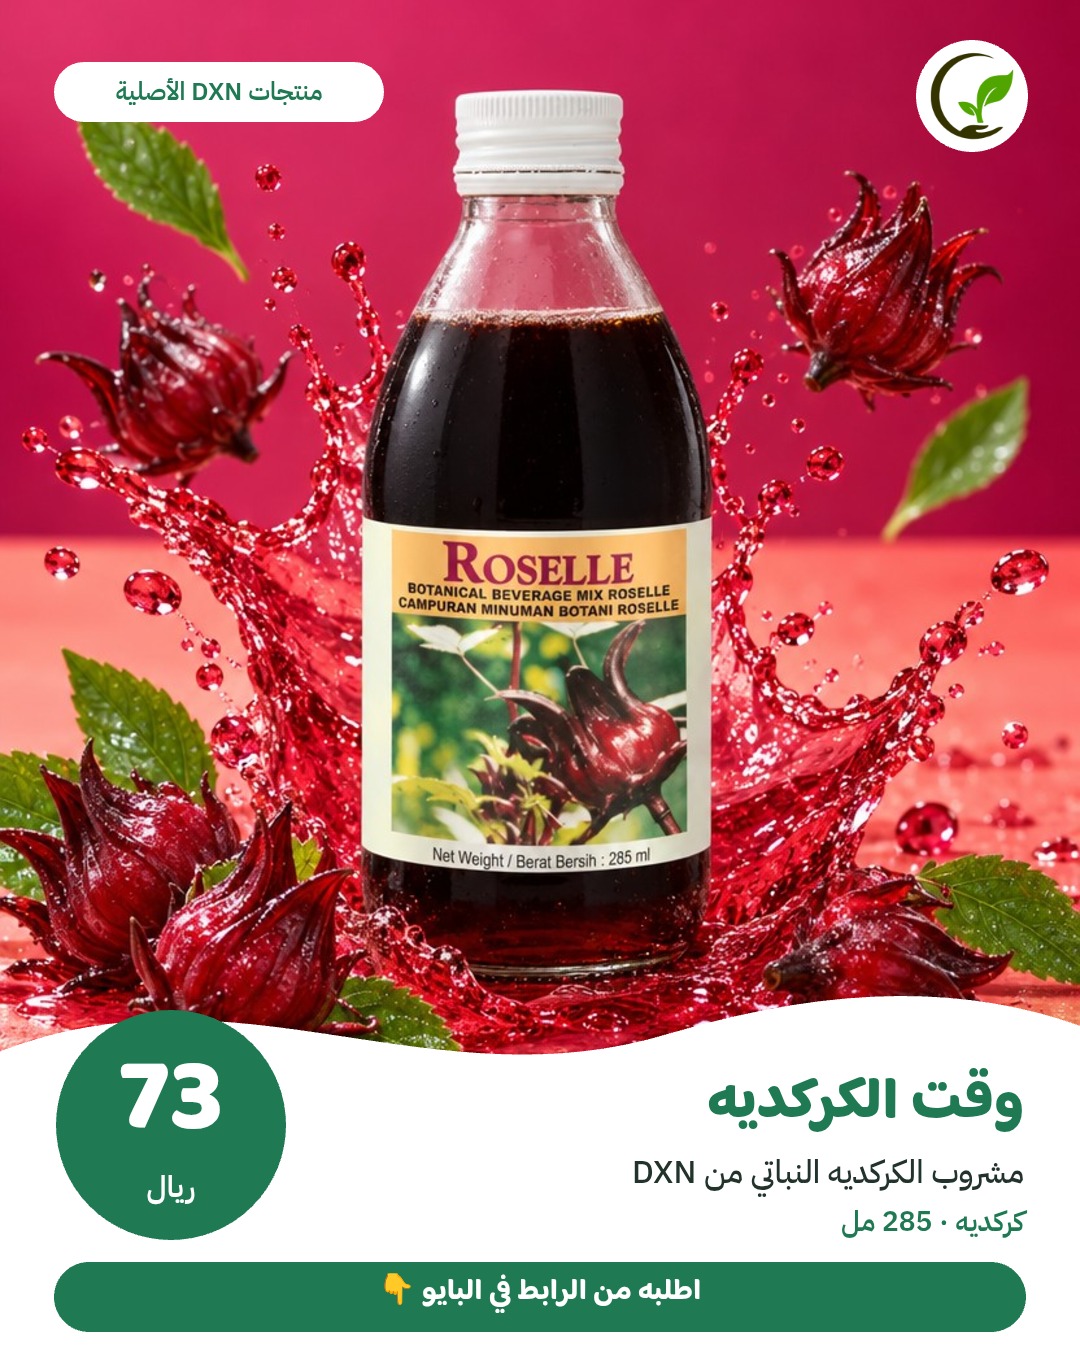 منتجات DXN الأصلية
ROSELLE
BOTANICAL BEVERAGE MIX ROSELLE
CAMPURAN MINUMAN BOTANI ROSELLE
Net Weight / Berat Bersih : 285 ml
وقت الكركديه
مشروب الكركديه النباتي من DXN
كركديه · 285 مل
73
ريال
اطلبه من الرابط في البايو 👇